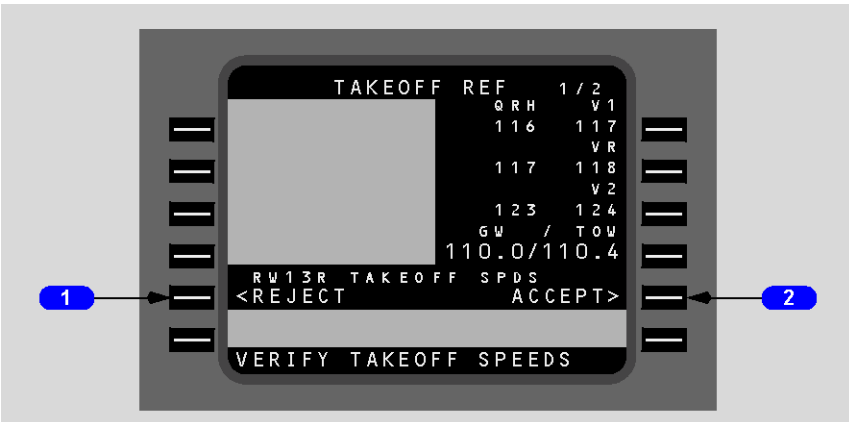 TAKEOFF REF 1/2
QRH V1
116 117
VR
117 118
V2
123 124
GW / TOW
110.0/110.4
RW13R TAKEOFF SPDS
1 <REJECT ACCEPT> 2
VERIFY TAKEOFF SPEEDS